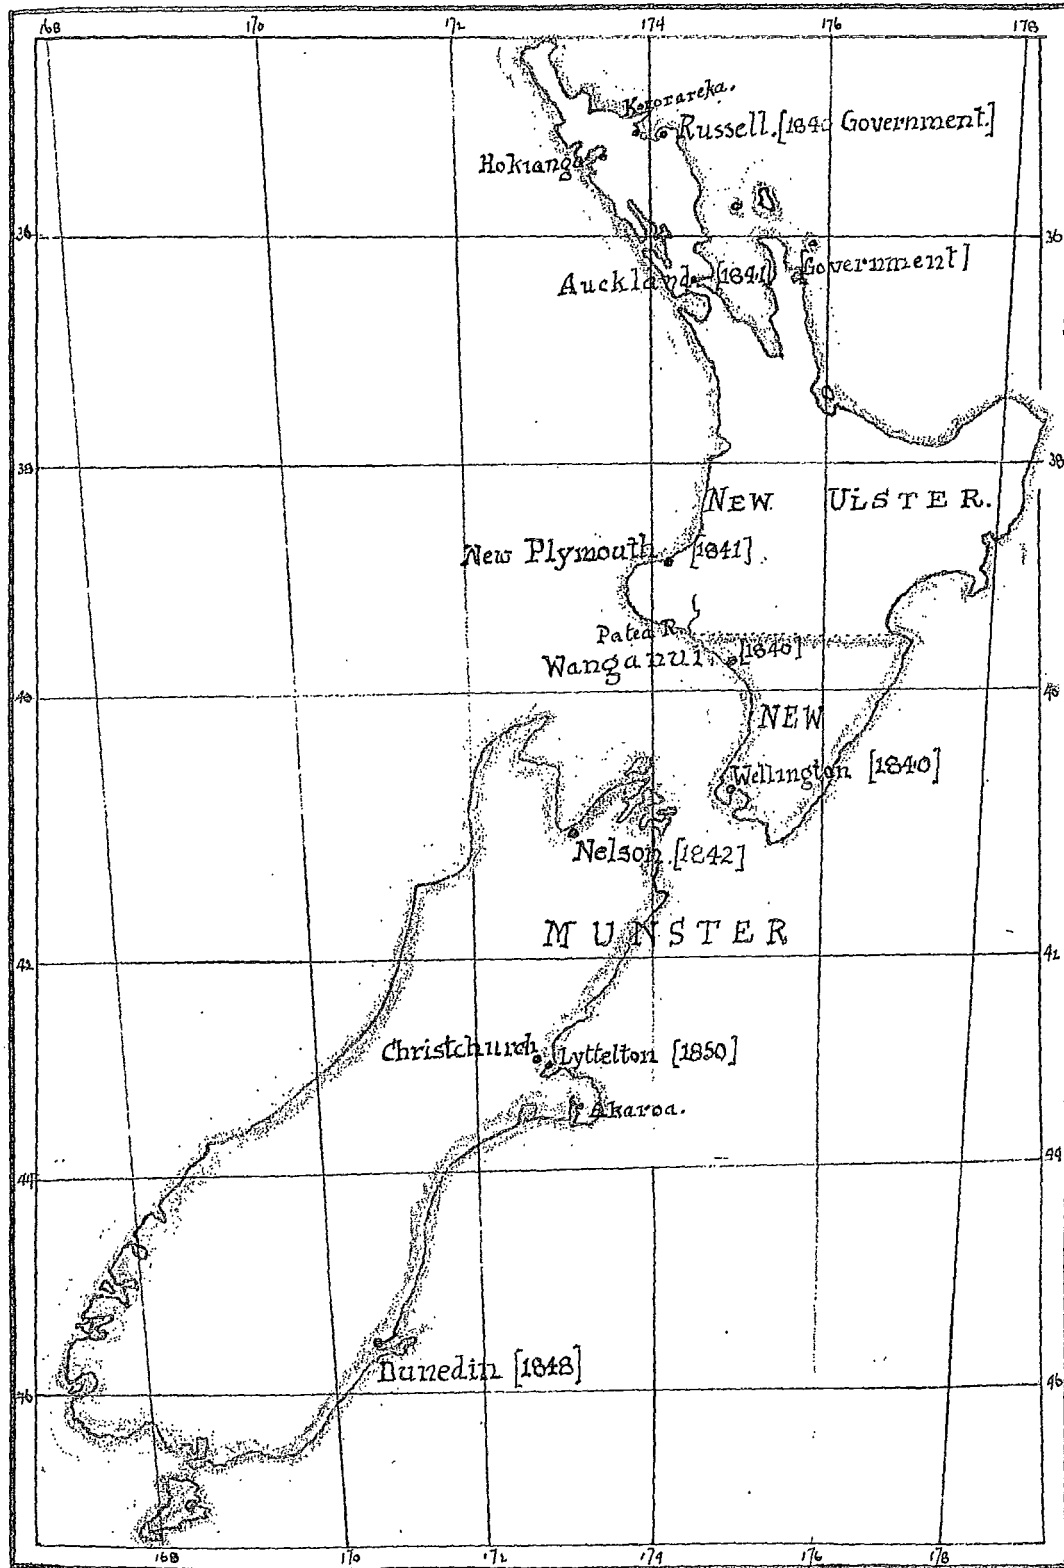 168 170 172 174 176 178
Kororareka.
Russell. [1840 Government.]
Hokianga
36 36
Auckland [1841 Government]
38 38
NEW ULSTER.
New Plymouth [1841]
Patea R.
Wanganui. [1840]
40 40
NEW
Wellington [1840]
Nelson. [1842]
MUNSTER
42 42
Christchurch Lyttelton [1850]
Akaroa.
44 44
Dunedin [1848]
46 46
168 170 172 174 176 178